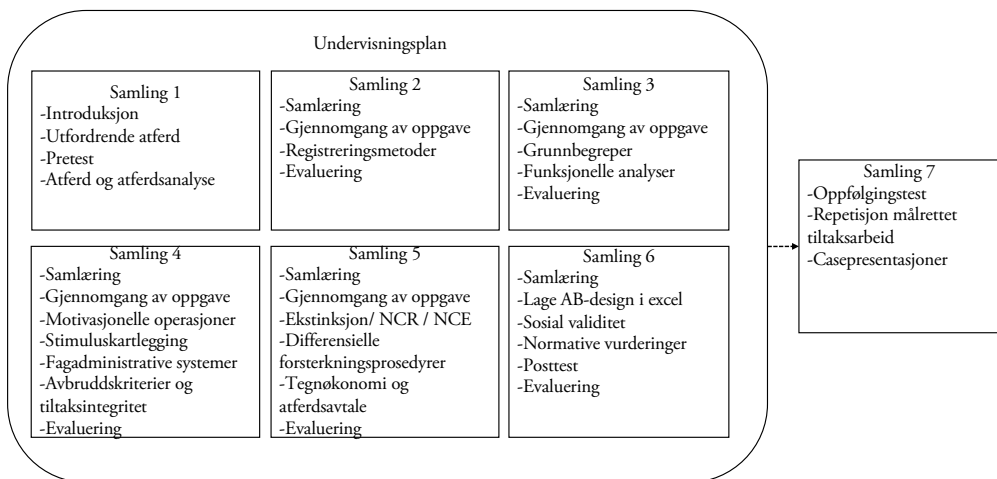 Undervisningsplan
Samling 1
-Introduksjon
-Utfordrende atferd
-Pretest
-Atferd og atferdsanalyse
Samling 2
-Samlæring
-Gjennomgang av oppgave
-Registreringsmetoder
-Evaluering
Samling 3
-Samlæring
-Gjennomgang av oppgave
-Grunnbegreper
-Funksjonelle analyser
-Evaluering
Samling 4
-Samlæring
-Gjennomgang av oppgave
-Motivasjonelle operasjoner
-Stimuluskartlegging
-Fagadministrative systemer
-Avbruddskriterier og
tiltaksintegritet
-Evaluering
Samling 5
-Samlæring
-Gjennomgang av oppgave
-Ekstinksjon/ NCR / NCE
-Differensielle
forsterkningsprosedyrer
-Tegnøkonomi og
atferdsavtale
-Evaluering
Samling 6
-Samlæring
-Lage AB-design i excel
-Sosial validitet
-Normative vurderinger
-Posttest
-Evaluering
Samling 7
-Oppfølgingstest
-Repetisjon målrettet
tiltaksarbeid
-Casepresentasjoner